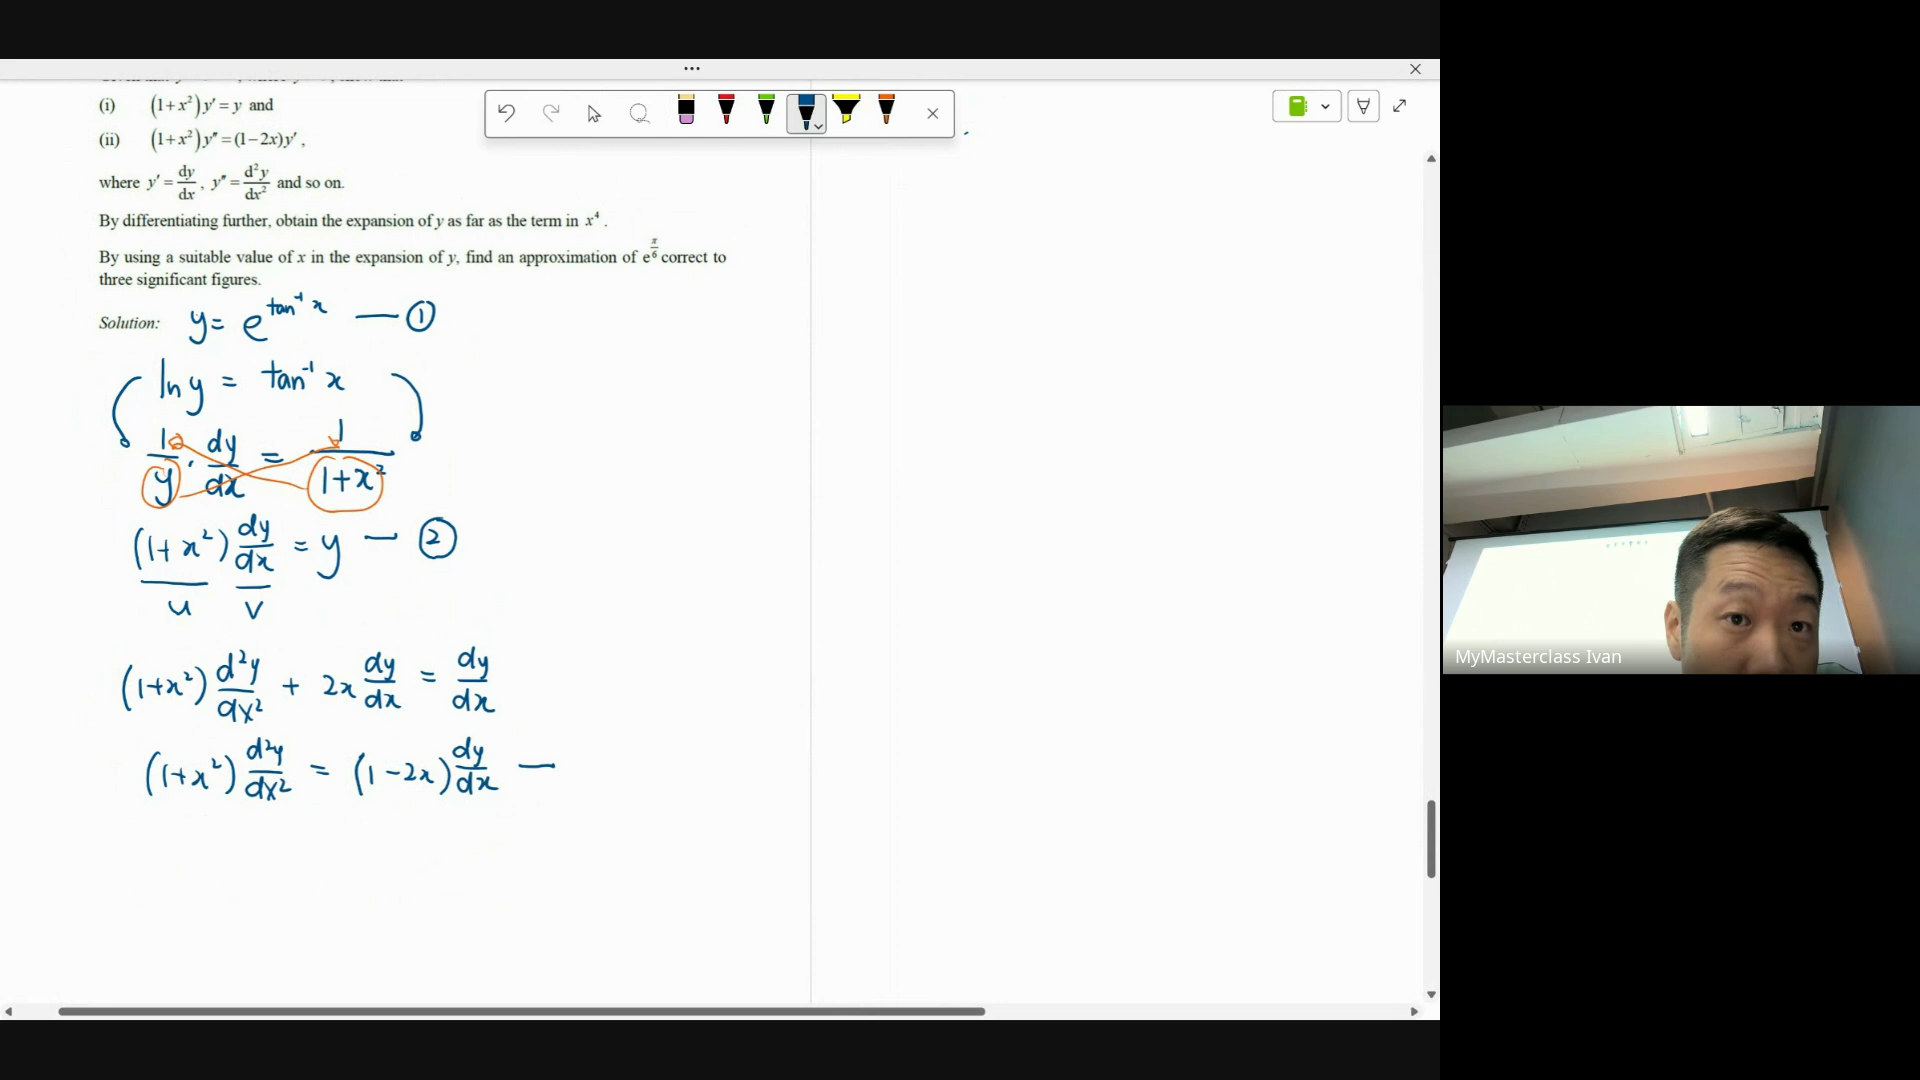 (i) (1+x²)y′ = y and
(ii) (1+x²)y″ = (1−2x)y′,
where y′ = dy/dx, y″ = d²y/dx² and so on.
By differentiating further, obtain the expansion of y as far as the term in x⁴.
By using a suitable value of x in the expansion of y, find an approximation of e^(π/6) correct to
three significant figures.
Solution: y = e^(tan⁻¹ x) — ①
ln y = tan⁻¹ x
1/y · dy/dx = 1/(1+x²)
(1+x²) dy/dx = y — ②
u v
(1+x²) d²y/dx² + 2x dy/dx = dy/dx
(1+x²) d²y/dx² = (1−2x) dy/dx —
MyMasterclass Ivan